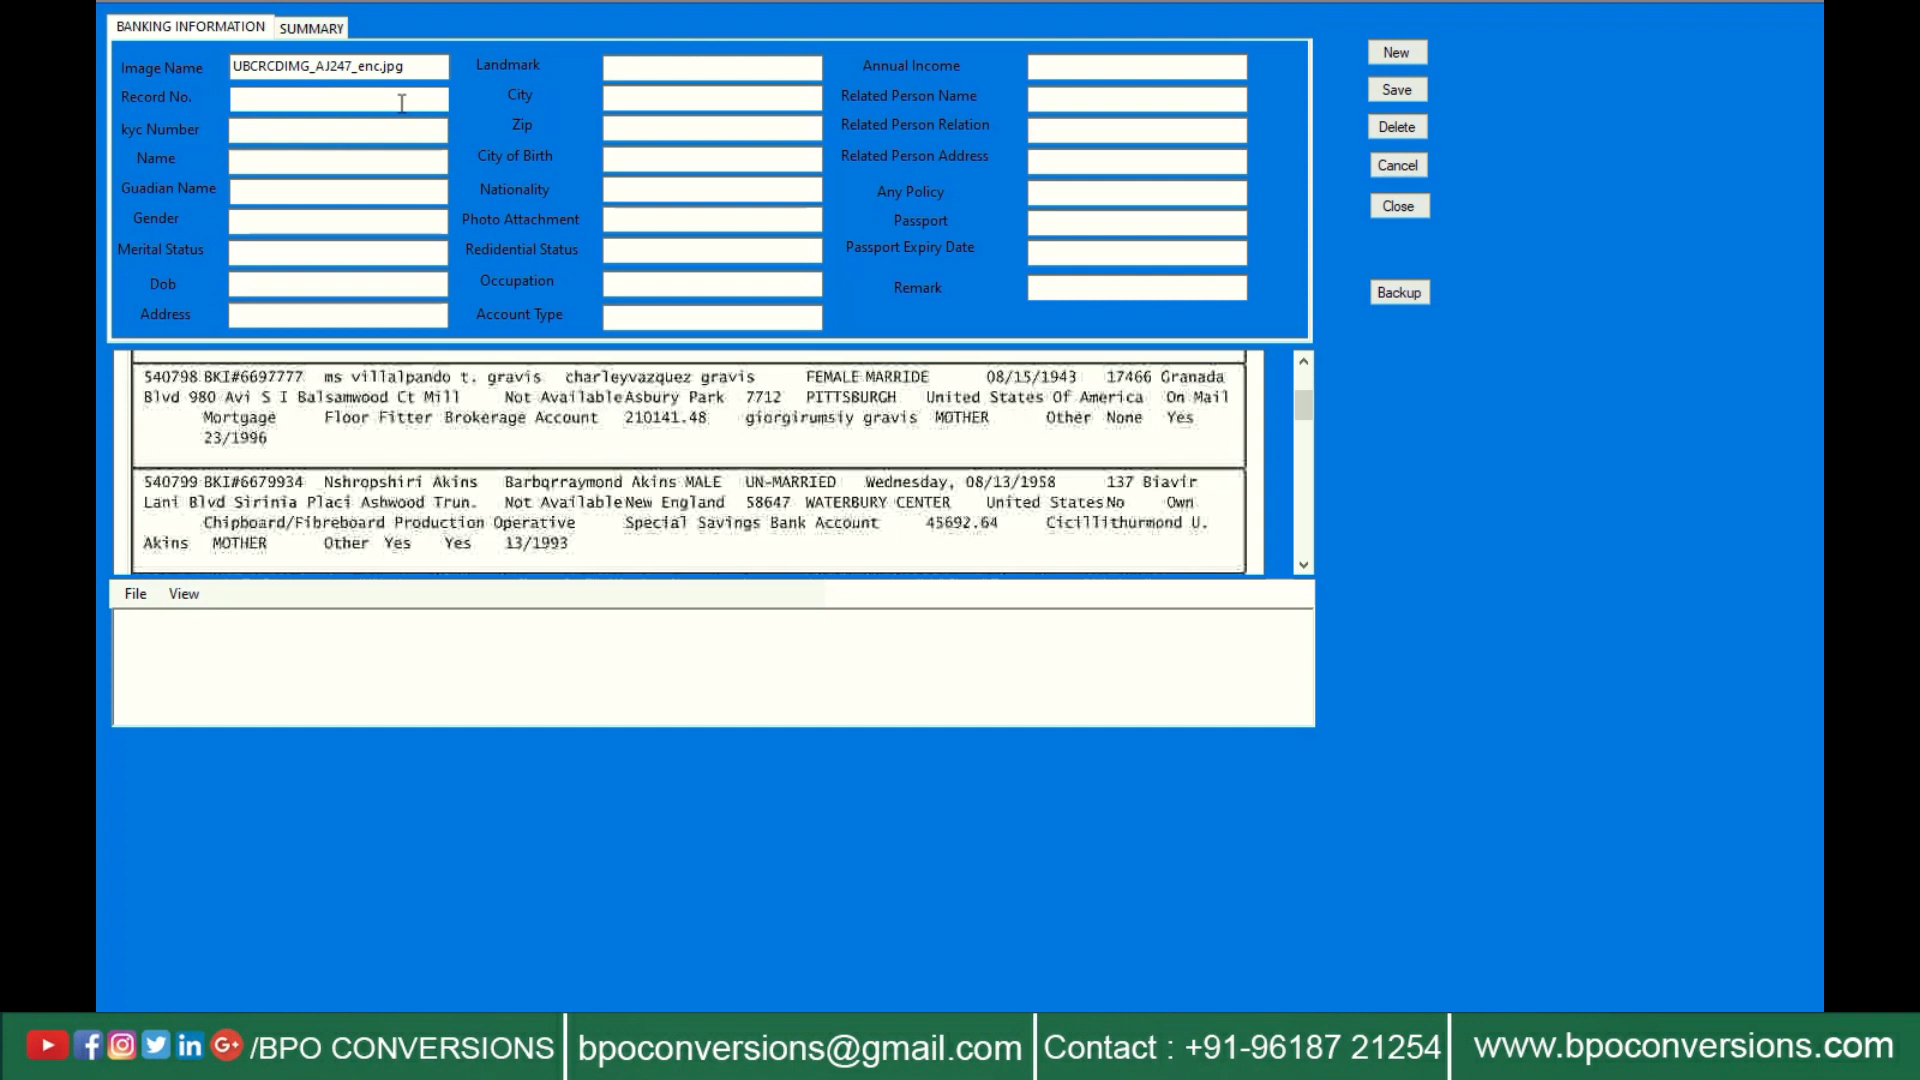 BANKING INFORMATION SUMMARY
Image Name UBCRCDIMG_AJ247_enc.jpg Landmark Annual Income New
Record No. City Related Person Name Save
kyc Number Zip Related Person Relation Delete
Name City of Birth Related Person Address Cancel
Guadian Name Nationality Any Policy Close
Gender Photo Attachment Passport
Merital Status Redidential Status Passport Expiry Date
Dob Occupation Remark Backup
Address Account Type
540798 BKI#6697777 ms villalpando t. gravis charleyvazquez gravis FEMALE MARRIDE 08/15/1943 17466 Granada
Blvd 980 Avi S I Balsamwood Ct Mill Not Available Asbury Park 7712 PITTSBURGH United States Of America On Mail
Mortgage Floor Fitter Brokerage Account 210141.48 giorgirumsiy gravis MOTHER Other None Yes
23/1996
540799 BKI#6679934 Nshropshiri Akins Barbqrraymond Akins MALE UN-MARRIED Wednesday, 08/13/1958 137 Biavir
Lani Blvd Sirinia Placi Ashwood Trun. Not Available New England 58647 WATERBURY CENTER United States No Own
Chipboard/Fibreboard Production Operative Special Savings Bank Account 45692.64 Cicillithurmond U.
Akins MOTHER Other Yes Yes 13/1993
File View
/BPO CONVERSIONS bpoconversions@gmail.com Contact : +91-96187 21254 www.bpoconversions.com